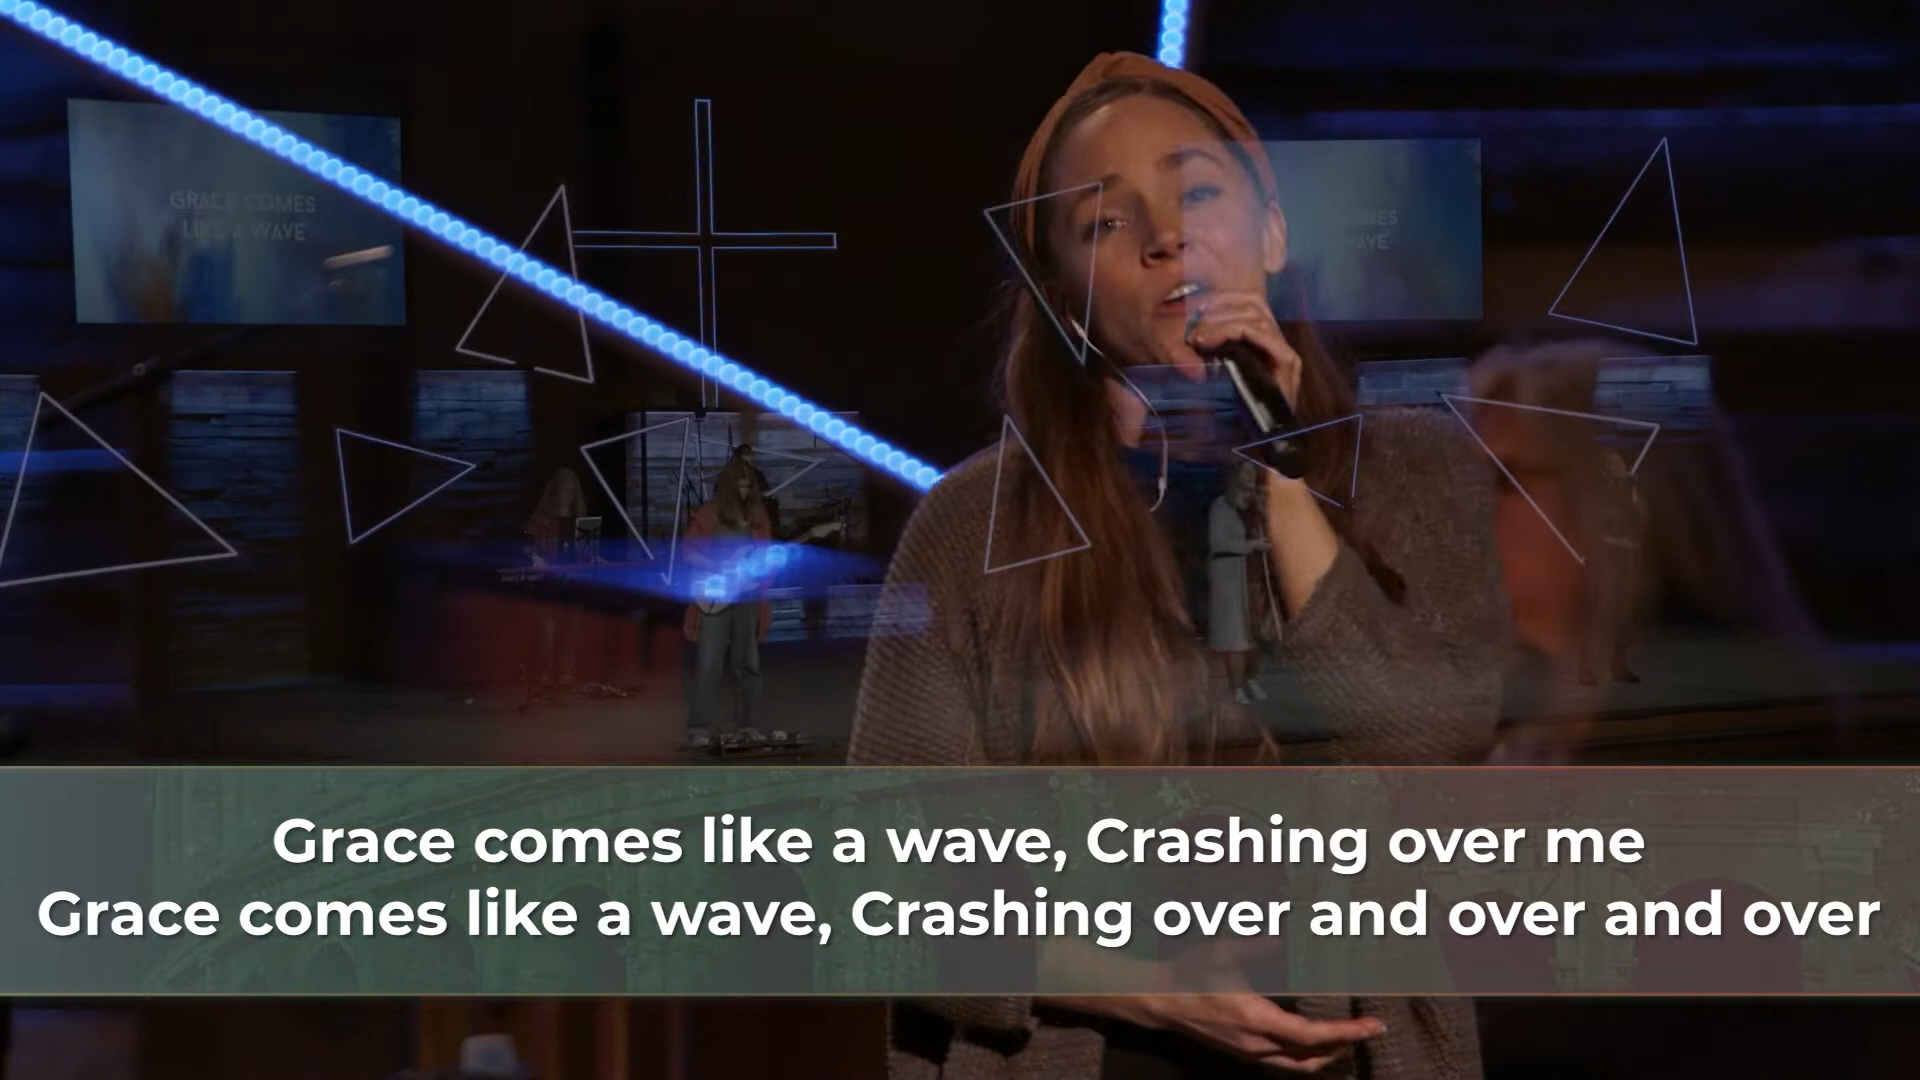 GRACE COMES
LIKE A WAVE
Grace comes like a wave, Crashing over me
Grace comes like a wave, Crashing over and over and over